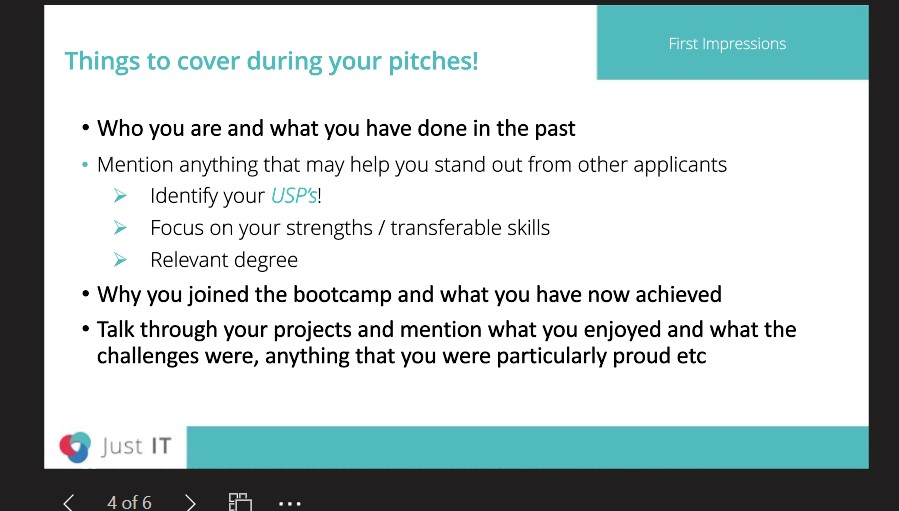 First Impressions
Things to cover during your pitches!
• Who you are and what you have done in the past
• Mention anything that may help you stand out from other applicants
➢ Identify your USP's!
➢ Focus on your strengths / transferable skills
➢ Relevant degree
• Why you joined the bootcamp and what you have now achieved
• Talk through your projects and mention what you enjoyed and what the
challenges were, anything that you were particularly proud etc
Just IT
4 of 6